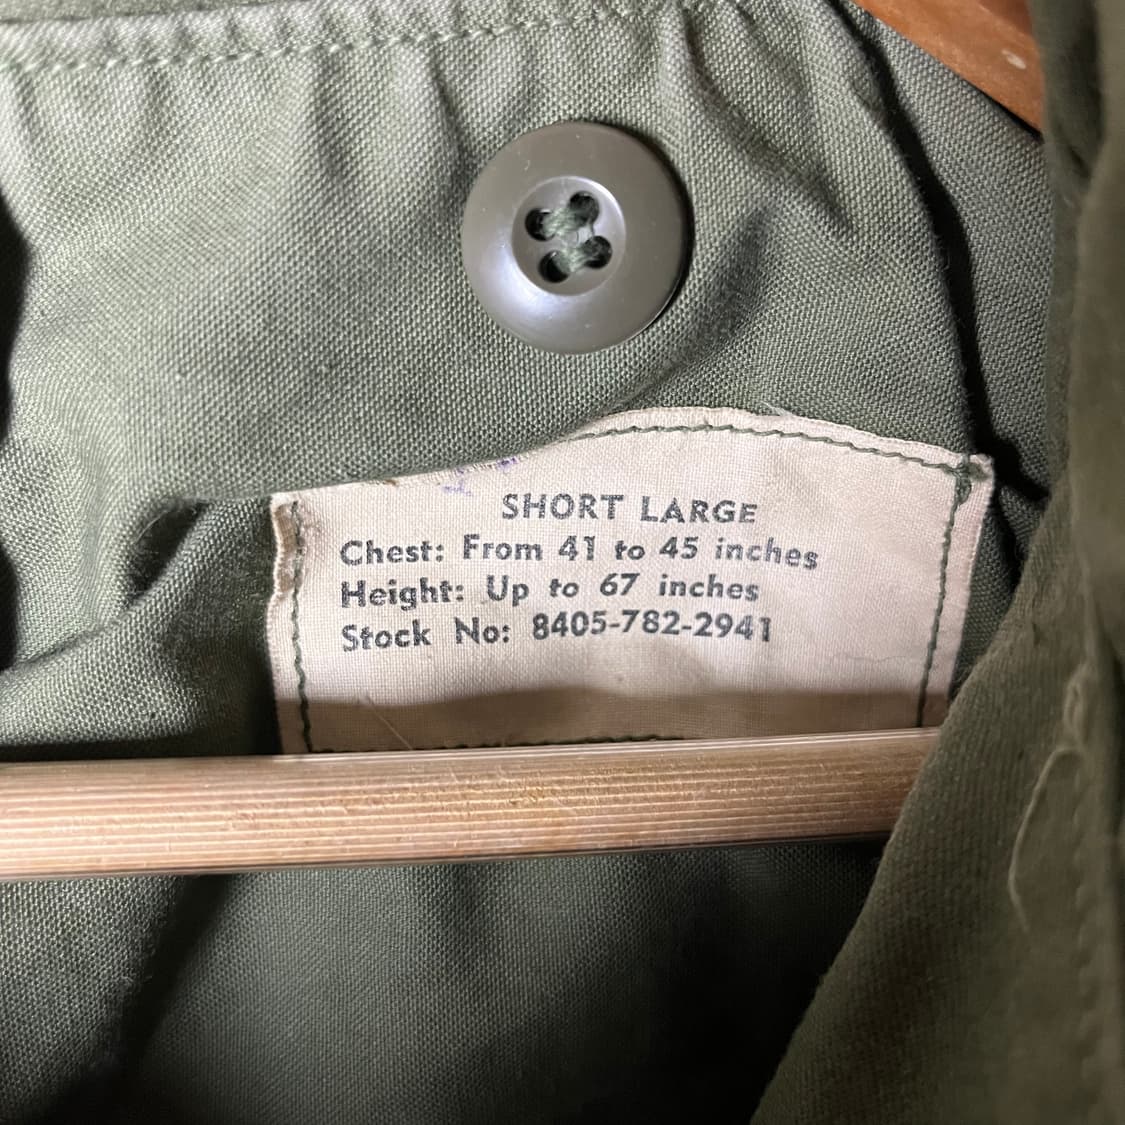 SHORT LARGE
Chest: From 41 to 45 inches
Height: Up to 67 inches
Stock No: 8405-782-2941